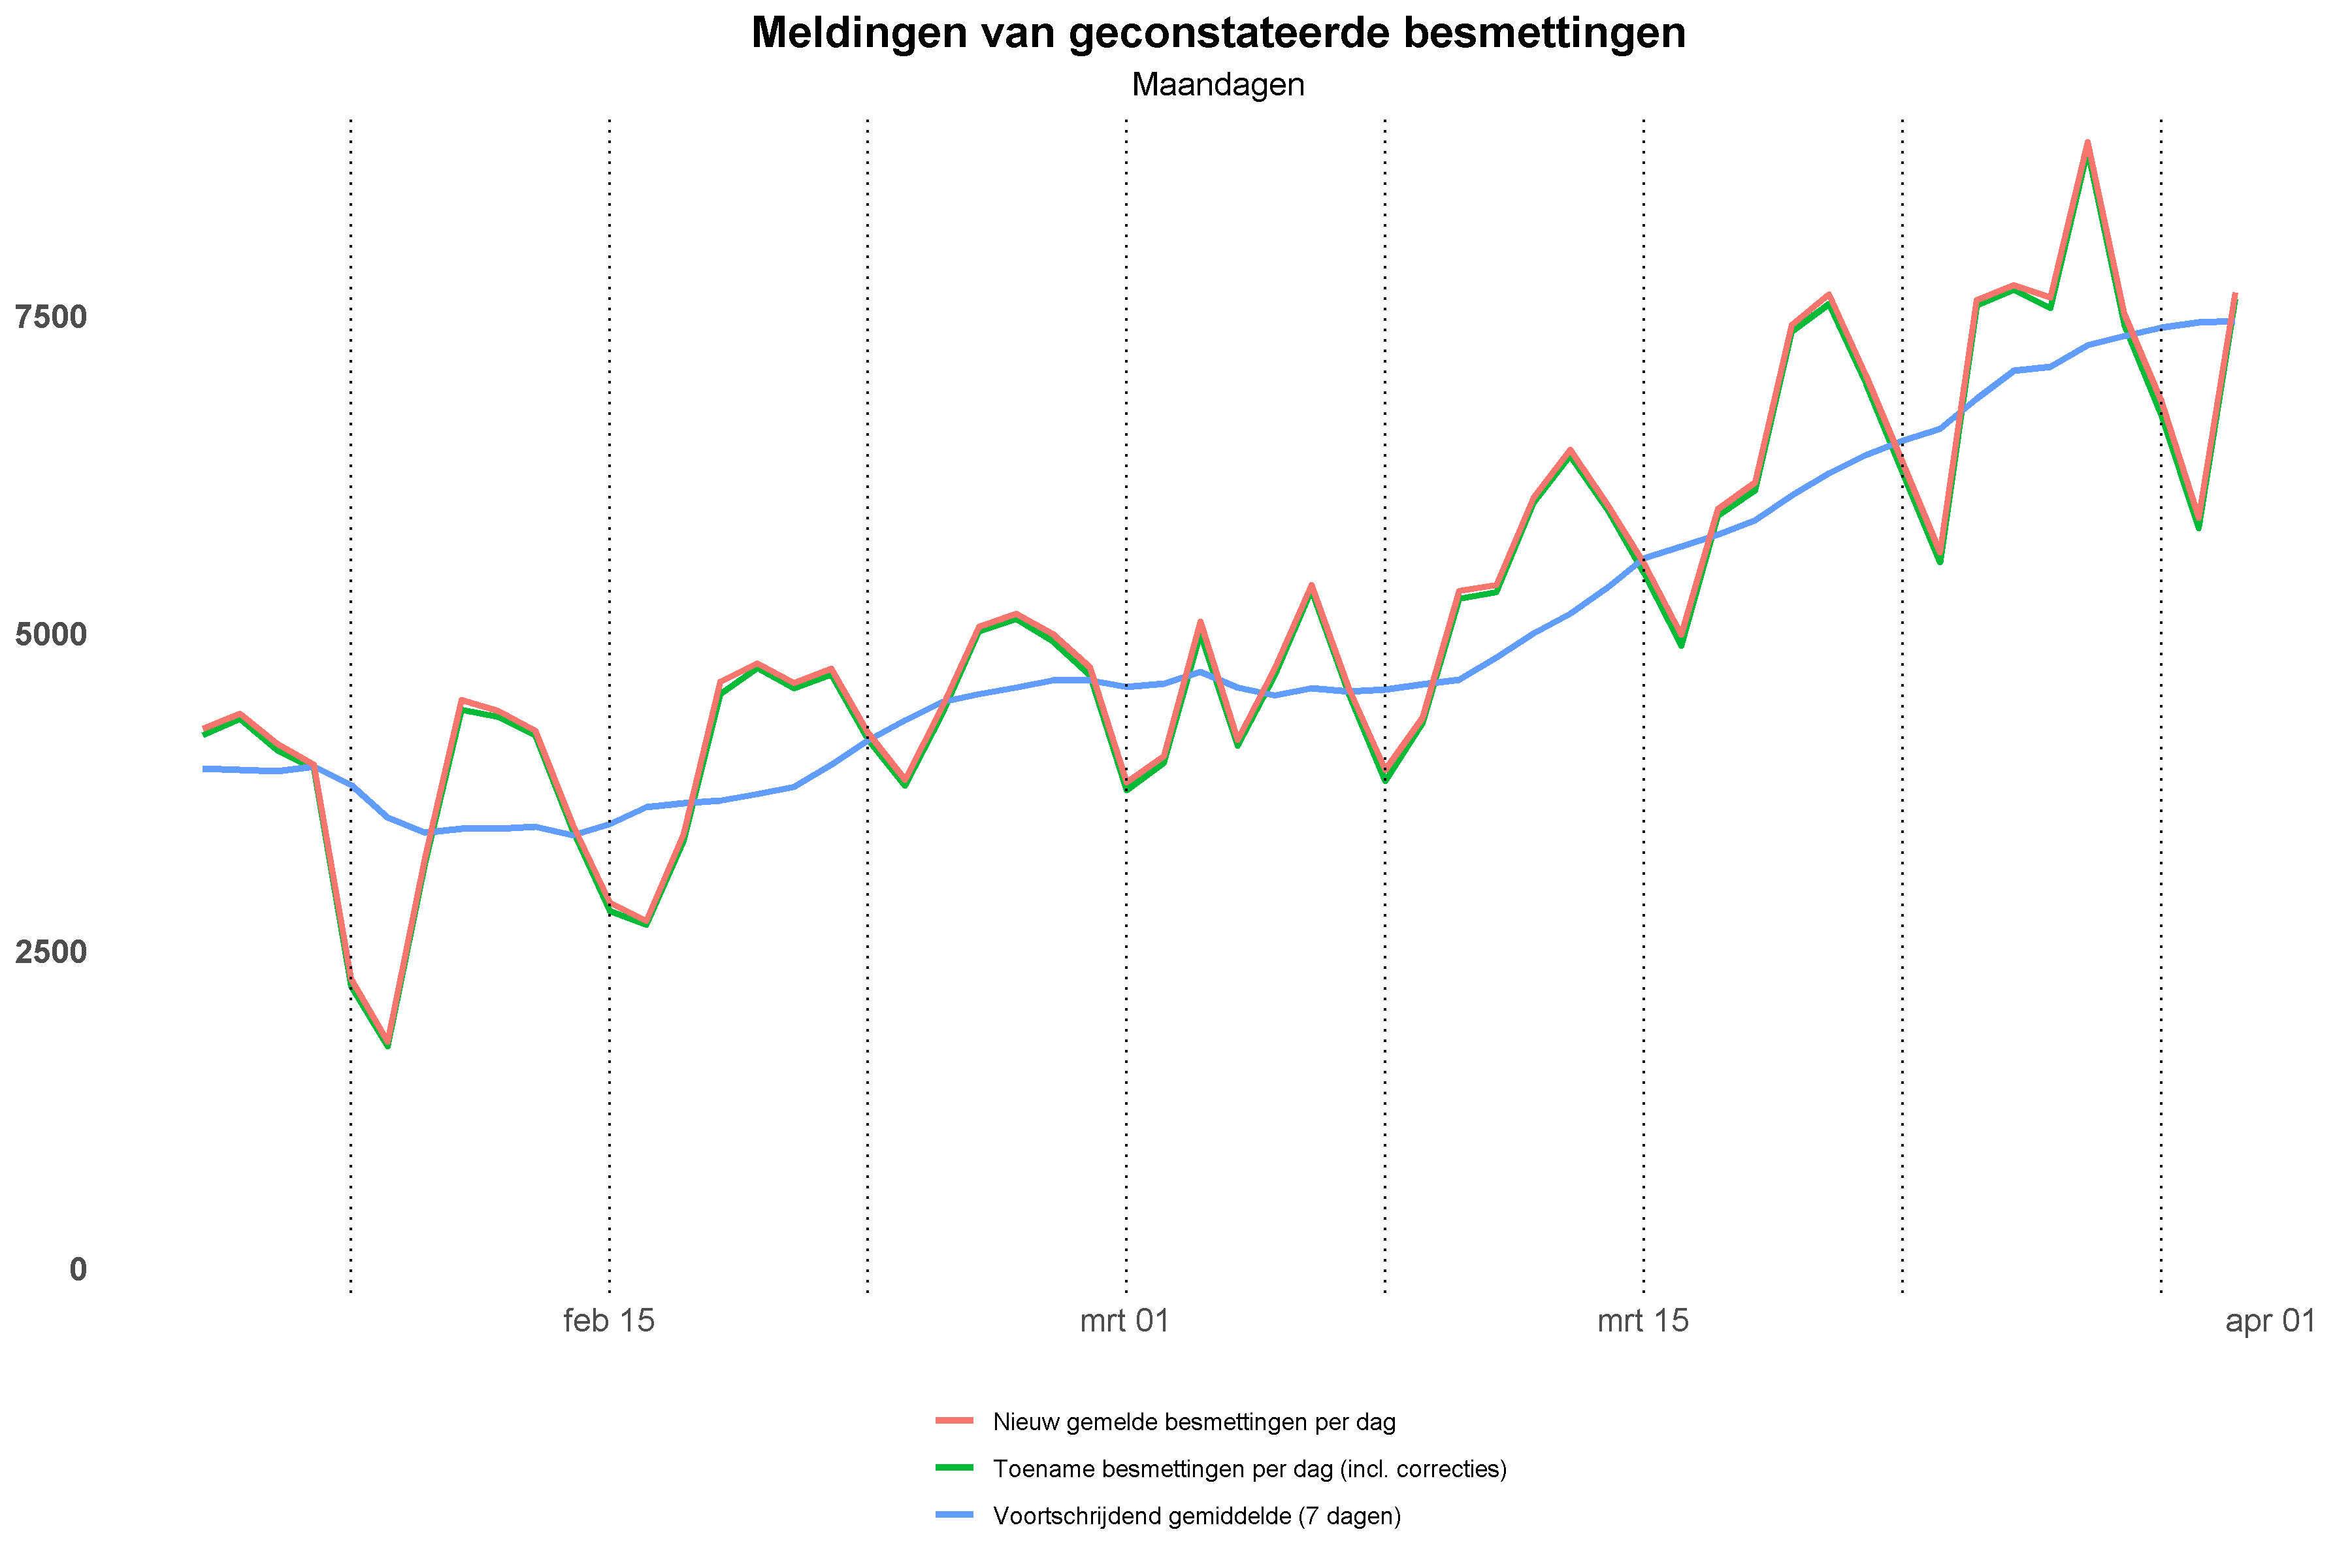 Meldingen van geconstateerde besmettingen
Maandagen
7500
5000
2500
0
feb 15 mrt 01 mrt 15 apr 01
Nieuw gemelde besmettingen per dag
Toename besmettingen per dag (incl. correcties)
Voortschrijdend gemiddelde (7 dagen)